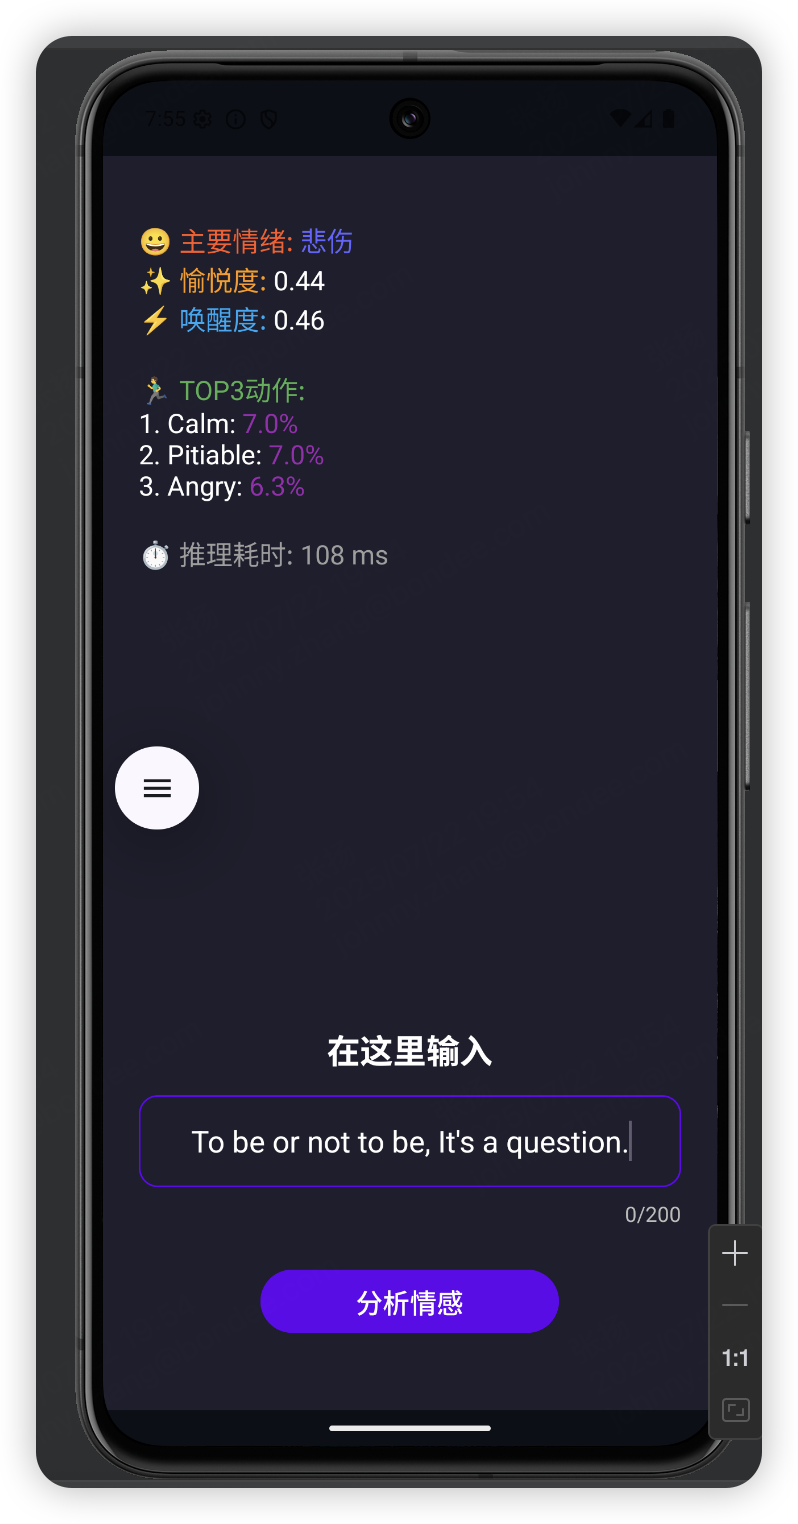 7:55
😀 主要情绪: 悲伤
✨ 愉悦度: 0.44
⚡ 唤醒度: 0.46
🏃‍♂️ TOP3动作:
1. Calm: 7.0%
2. Pitiable: 7.0%
3. Angry: 6.3%
⏱️ 推理耗时: 108 ms
在这里输入
To be or not to be, It's a question.
0/200
分析情感
1:1